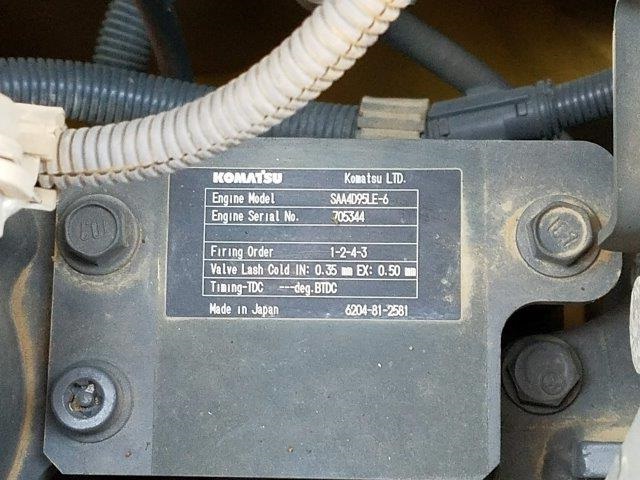 KOMATSU Komatsu LTD.
Engine Model SAA4D95LE-6
Engine Serial No. 705344
Firing Order 1-2-4-3
Valve Lash Cold IN: 0.35 mm EX: 0.50 mm
Timing-TDC ---deg.BTDC
Made in Japan 6204-81-2581